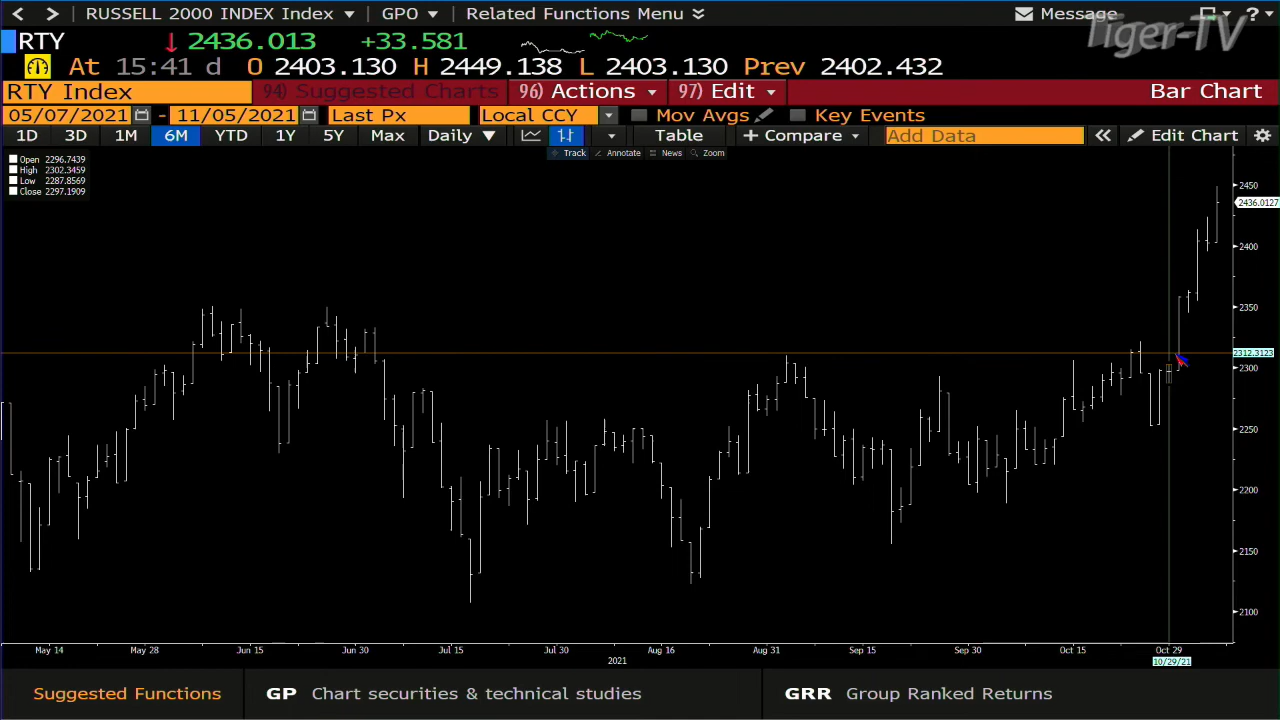 RUSSELL 2000 INDEX Index GPO Related Functions Menu Message ?
Tiger-TV
RTY 2436.013 +33.581
At 15:41 d O 2403.130 H 2449.138 L 2403.130 Prev 2402.432
RTY Index 94) Suggested Charts 96) Actions 97) Edit Bar Chart
05/07/2021 - 11/05/2021 Last Px Local CCY Mov Avgs Key Events
1D 3D 1M 6M YTD 1Y 5Y Max Daily Table + Compare Add Data Edit Chart
Track Annotate News Zoom
Open 2296.7439
High 2302.3459
Low 2287.8569
Close 2297.1909
2450
2436.0127
2400
2350
2312.3123
2300
2250
2200
2150
2100
May 14 May 28 Jun 15 Jun 30 Jul 15 Jul 30 Aug 16 Aug 31 Sep 15 Sep 30 Oct 15 Oct 29
2021 10/29/21
Suggested Functions GP Chart securities & technical studies GRR Group Ranked Returns